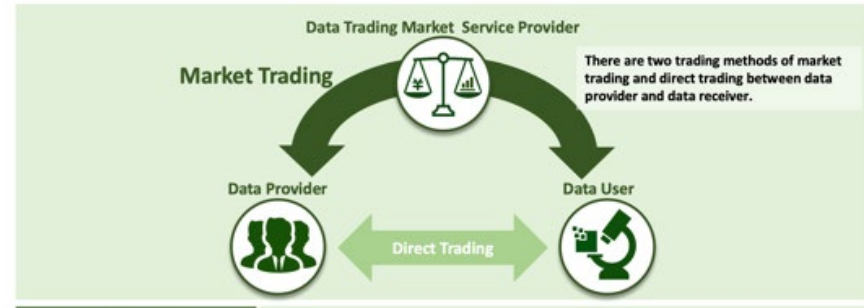 Data Trading Market Service Provider
Market Trading
There are two trading methods of market
trading and direct trading between data
provider and data receiver.
¥
Data Provider
Data User
Direct Trading